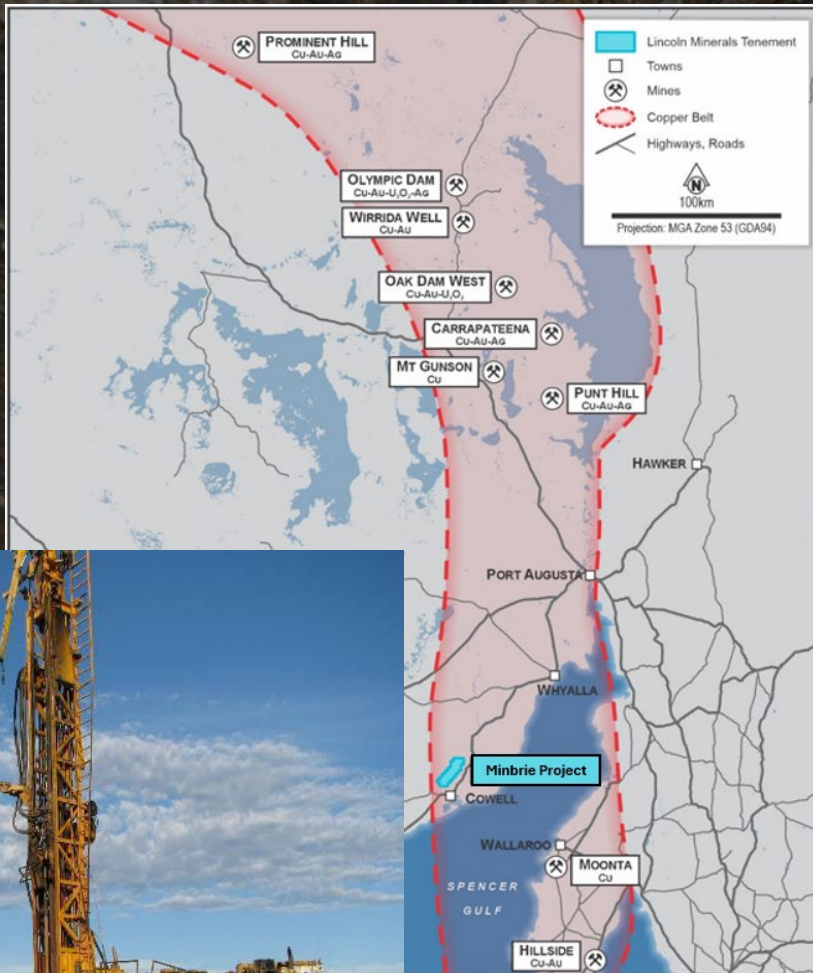 PROMINENT HILL
Cu-Au-Ag
Lincoln Minerals Tenement
Towns
Mines
Copper Belt
Highways, Roads
N
100km
Projection: MGA Zone 53 (GDA94)
OLYMPIC DAM
Cu-Au-U₃O₈-Ag
WIRRIDA WELL
Cu-Au
OAK DAM WEST
Cu-Au-U₃O₈
CARRAPATEENA
Cu-Au-Ag
MT GUNSON
Cu
PUNT HILL
Cu-Au-Ag
HAWKER
PORT AUGUSTA
WHYALLA
Minbrie Project
COWELL
WALLAROO
MOONTA
Cu
SPENCER
GULF
HILLSIDE
Cu-Au